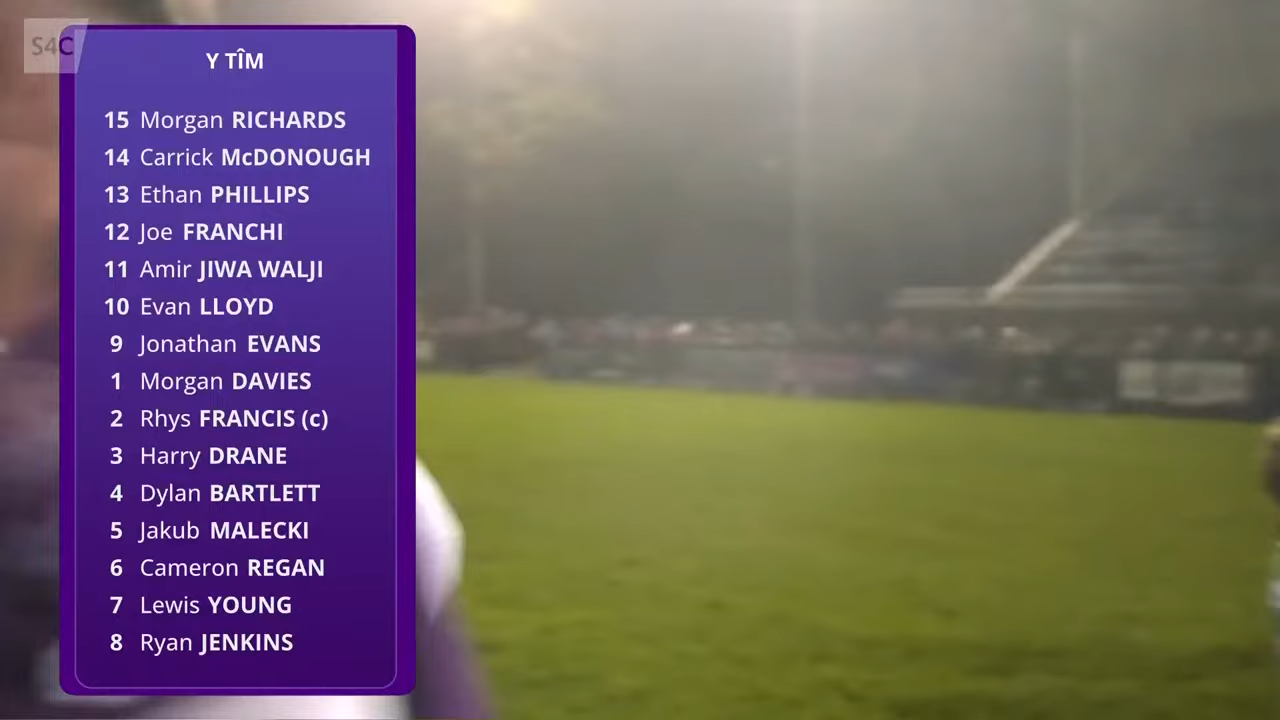 S4C
Y TÎM
15 Morgan RICHARDS
14 Carrick McDONOUGH
13 Ethan PHILLIPS
12 Joe FRANCHI
11 Amir JIWA WALJI
10 Evan LLOYD
9 Jonathan EVANS
1 Morgan DAVIES
2 Rhys FRANCIS (c)
3 Harry DRANE
4 Dylan BARTLETT
5 Jakub MALECKI
6 Cameron REGAN
7 Lewis YOUNG
8 Ryan JENKINS